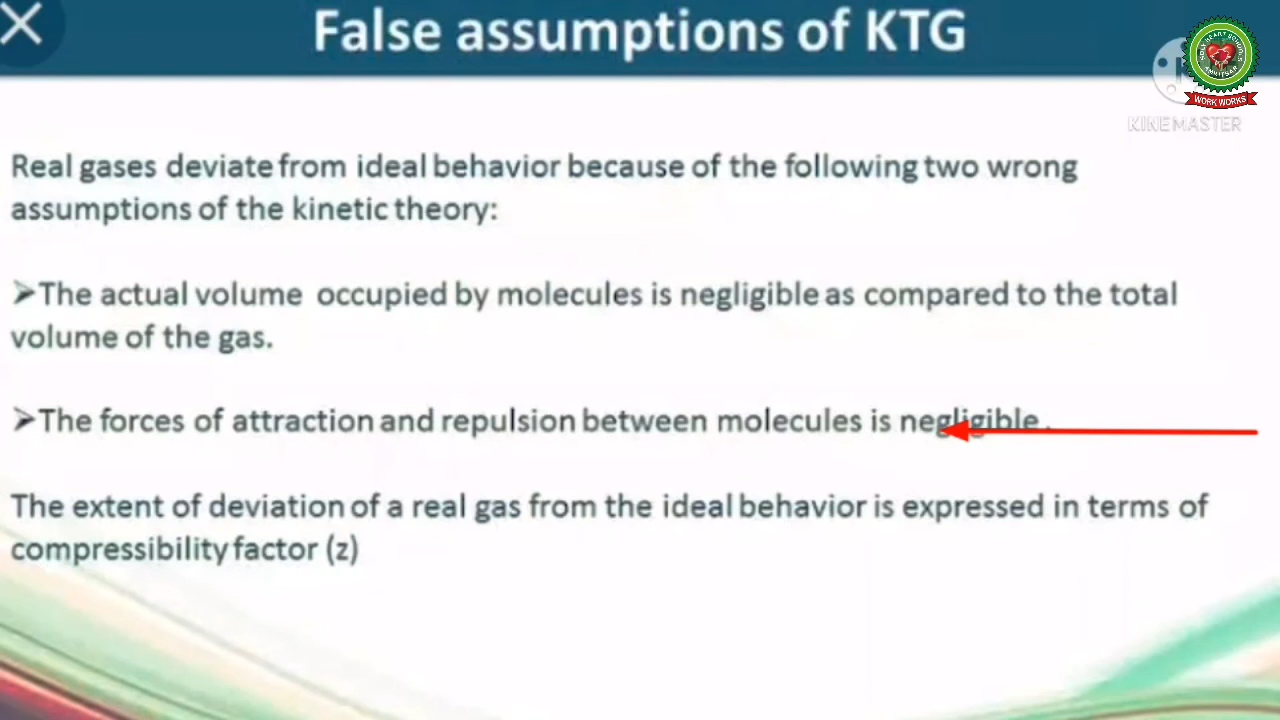 False assumptions of KTG
WORK WORKS
KINEMASTER
Real gases deviate from ideal behavior because of the following two wrong
assumptions of the kinetic theory:
➤The actual volume occupied by molecules is negligible as compared to the total
volume of the gas.
➤The forces of attraction and repulsion between molecules is negligible.
The extent of deviation of a real gas from the ideal behavior is expressed in terms of
compressibility factor (z)